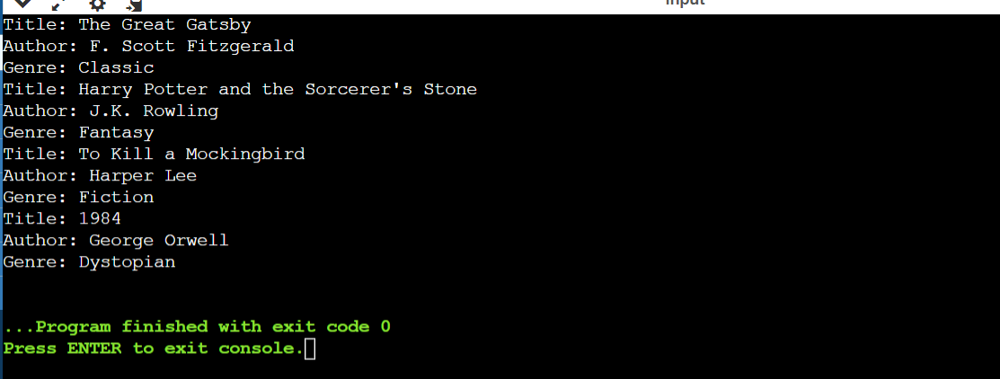 input
Title: The Great Gatsby
Author: F. Scott Fitzgerald
Genre: Classic
Title: Harry Potter and the Sorcerer's Stone
Author: J.K. Rowling
Genre: Fantasy
Title: To Kill a Mockingbird
Author: Harper Lee
Genre: Fiction
Title: 1984
Author: George Orwell
Genre: Dystopian
...Program finished with exit code 0
Press ENTER to exit console.